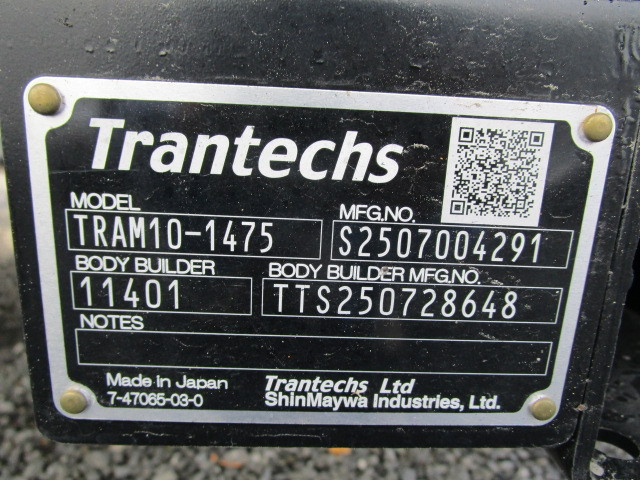 Trantechs
MODEL MFG.NO.
TRAM10-1475 S2507004291
BODY BUILDER BODY BUILDER MFG.NO.
11401 TTS250728648
NOTES
Made in Japan Trantechs Ltd
7-47065-03-0 ShinMaywa Industries, Ltd.